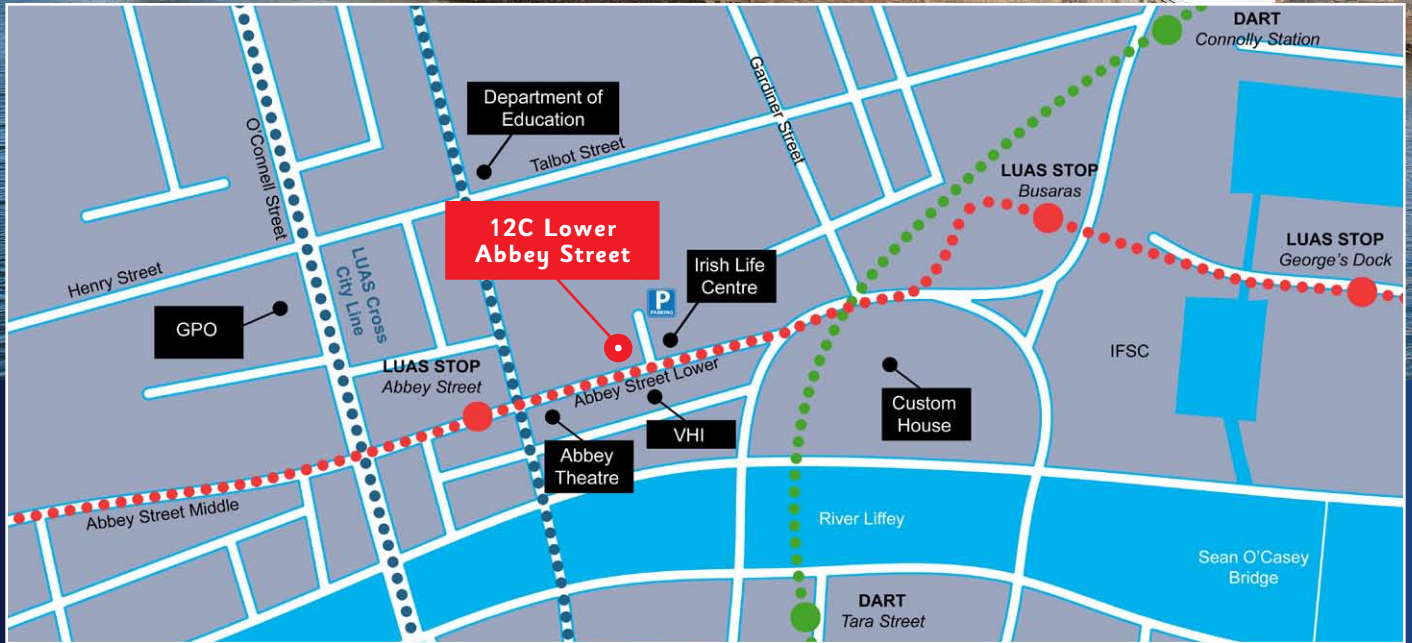 DART
Connolly Station
Department of
Education
O'Connell Street
Gardiner Street
Talbot Street
LUAS STOP
Busaras
12C Lower
Abbey Street
LUAS STOP
George's Dock
Henry Street
LUAS Cross
City Line
Irish Life
Centre
P
PARKING
GPO
LUAS STOP
Abbey Street
Abbey Street Lower
IFSC
Custom
House
VHI
Abbey
Theatre
Abbey Street Middle
River Liffey
Sean O'Casey
Bridge
DART
Tara Street